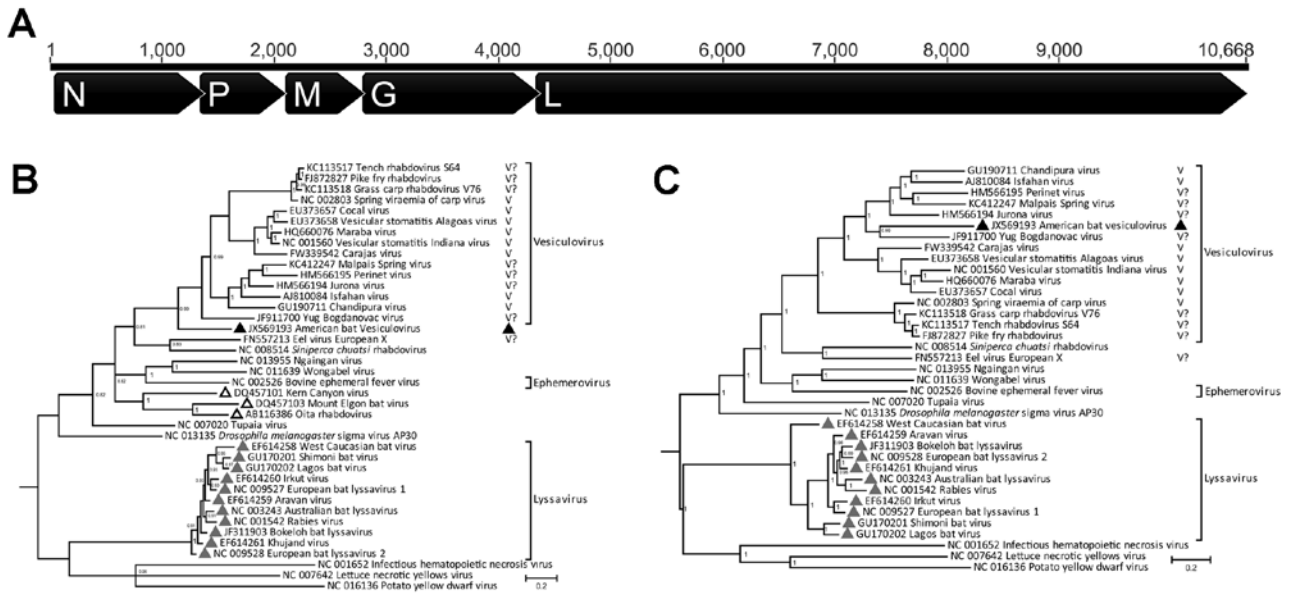 A
1 1,000 2,000 3,000 4,000 5,000 6,000 7,000 8,000 9,000 10,668
N P M G L
B
KC113517 Tench rhabdovirus S64 V?
FJ872827 Pike fry rhabdovirus V?
KC113518 Grass carp rhabdovirus V76 V?
NC 002803 Spring viraemia of carp virus V
EU373657 Cocal virus V
EU373658 Vesicular stomatitis Alagoas virus V
HQ660076 Maraba virus V
NC 001560 Vesicular stomatitis Indiana virus V
FW339542 Carajas virus V
KC412247 Malpais Spring virus V?
HM566195 Perinet virus V?
HM566194 Jurona virus V?
AJ810084 Isfahan virus V
GU190711 Chandipura virus V
JF911700 Yug Bogdanovac virus V?
JX569193 American bat Vesiculovirus
FN557213 Eel virus European X V?
NC 008514 Siniperca chuatsi rhabdovirus
NC 013955 Ngaingan virus
NC 011639 Wongabel virus
NC 002526 Bovine ephemeral fever virus
DQ457101 Kern Canyon virus
DQ457103 Mount Elgon bat virus
AB116386 Oita rhabdovirus
NC 007020 Tupaia virus
NC 013135 Drosophila melanogaster sigma virus AP30
EF614258 West Caucasian bat virus
GU170201 Shimoni bat virus
GU170202 Lagos bat virus
EF614260 Irkut virus
NC 009527 European bat lyssavirus 1
EF614259 Aravan virus
NC 003243 Australian bat lyssavirus
NC 001542 Rabies virus
JF311903 Bokeloh bat lyssavirus
EF614261 Khujand virus
NC 009528 European bat lyssavirus 2
NC 001652 Infectious hematopoietic necrosis virus
NC 007642 Lettuce necrotic yellows virus
NC 016136 Potato yellow dwarf virus
Vesiculovirus
Ephemerovirus
Lyssavirus
0.2
C
GU190711 Chandipura virus V
AJ810084 Isfahan virus V
HM566195 Perinet virus V?
KC412247 Malpais Spring virus V?
HM566194 Jurona virus V?
JX569193 American bat vesiculovirus
JF911700 Yug Bogdanovac virus V?
FW339542 Carajas virus V
EU373658 Vesicular stomatitis Alagoas virus V
NC 001560 Vesicular stomatitis Indiana virus V
HQ660076 Maraba virus V
EU373657 Cocal virus V
NC 002803 Spring viraemia of carp virus V
KC113518 Grass carp rhabdovirus V76 V?
KC113517 Tench rhabdovirus S64 V?
FJ872827 Pike fry rhabdovirus V?
NC 008514 Siniperca chuatsi rhabdovirus
FN557213 Eel virus European X V?
NC 013955 Ngaingan virus
NC 011639 Wongabel virus
NC 002526 Bovine ephemeral fever virus
NC 007020 Tupaia virus
NC 013135 Drosophila melanogaster sigma virus AP30
EF614258 West Caucasian bat virus
EF614259 Aravan virus
JF311903 Bokeloh bat lyssavirus
NC 009528 European bat lyssavirus 2
EF614261 Khujand virus
NC 003243 Australian bat lyssavirus
NC 001542 Rabies virus
EF614260 Irkut virus
NC 009527 European bat lyssavirus 1
GU170201 Shimoni bat virus
GU170202 Lagos bat virus
NC 001652 Infectious hematopoietic necrosis virus
NC 007642 Lettuce necrotic yellows virus
NC 016136 Potato yellow dwarf virus
Vesiculovirus
Ephemerovirus
Lyssavirus
0.2